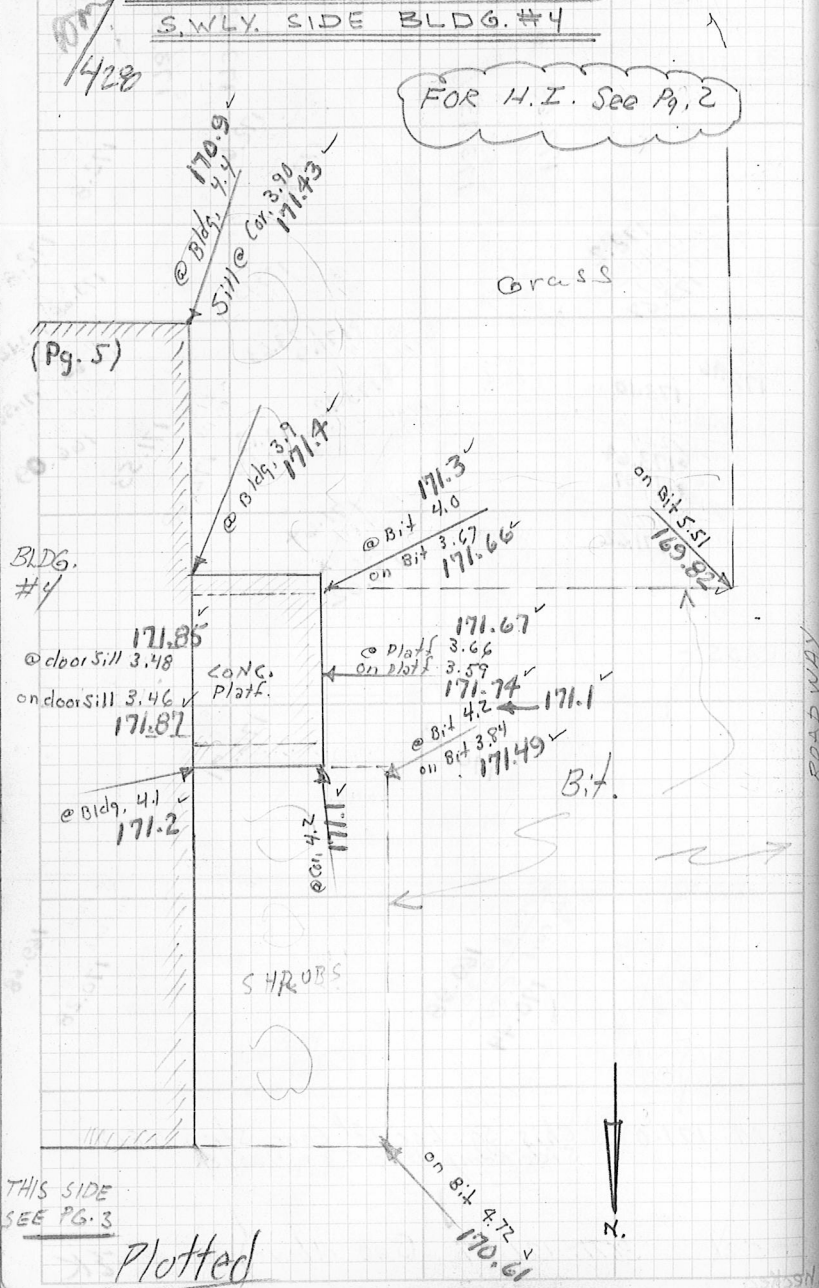 S.WLY. SIDE BLDG. #4
/428
FOR H.I. See Pg. 2
170.9 ✓
@ Bldg. 4.4
Sill @ Cor. 3.90
171.43 ✓
Grass
(Pg. 5)
@ Bldg. 3.9
171.4 ✓
171.3 ✓
@ Bit 4.0
on Bit 3.67
171.66 ✓
on Bit 5.51
169.82 ✓
BLDG.
#4
171.85 ✓
@ door sill 3.48
on door sill 3.46 ✓
171.87
CONC.
Platf.
171.67 ✓
@ Platf 3.66
on Platf 3.59
171.74 ✓
@ Bit 4.2
171.1 ✓
on Bit 3.84
171.49 ✓
Bit.
ROADWAY
@ Bldg. 4.1
171.2 ✓
@ Cor. 4.2
171.1 ✓
SHRUBS
on Bit 4.72
170.61 ✓
N.
THIS SIDE
SEE PG. 3
Plotted